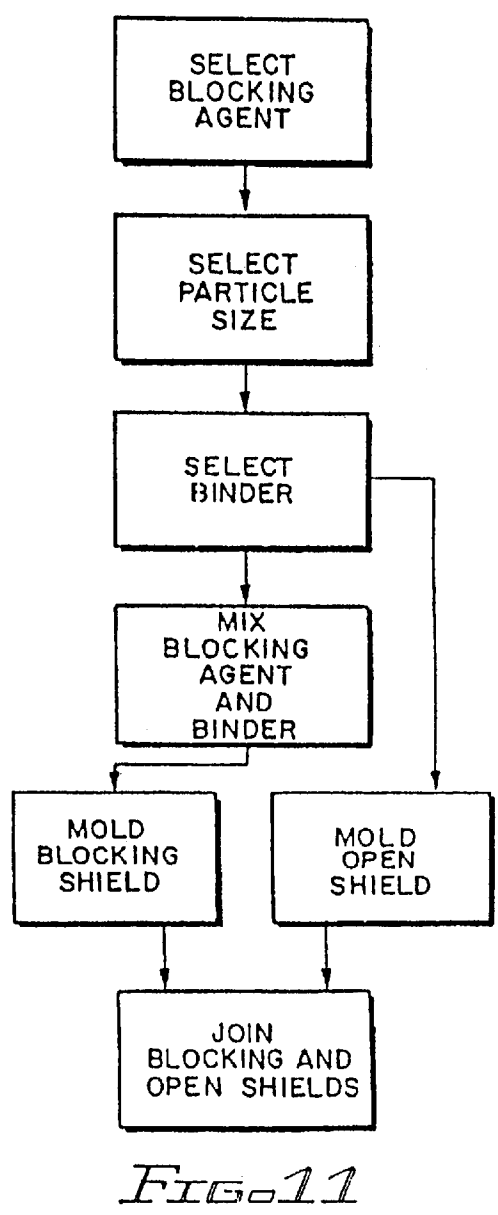 SELECT
BLOCKING
AGENT
SELECT
PARTICLE
SIZE
SELECT
BINDER
MIX
BLOCKING
AGENT
AND
BINDER
MOLD
BLOCKING
SHIELD
MOLD
OPEN
SHIELD
JOIN
BLOCKING AND
OPEN SHIELDS
FIG. 11